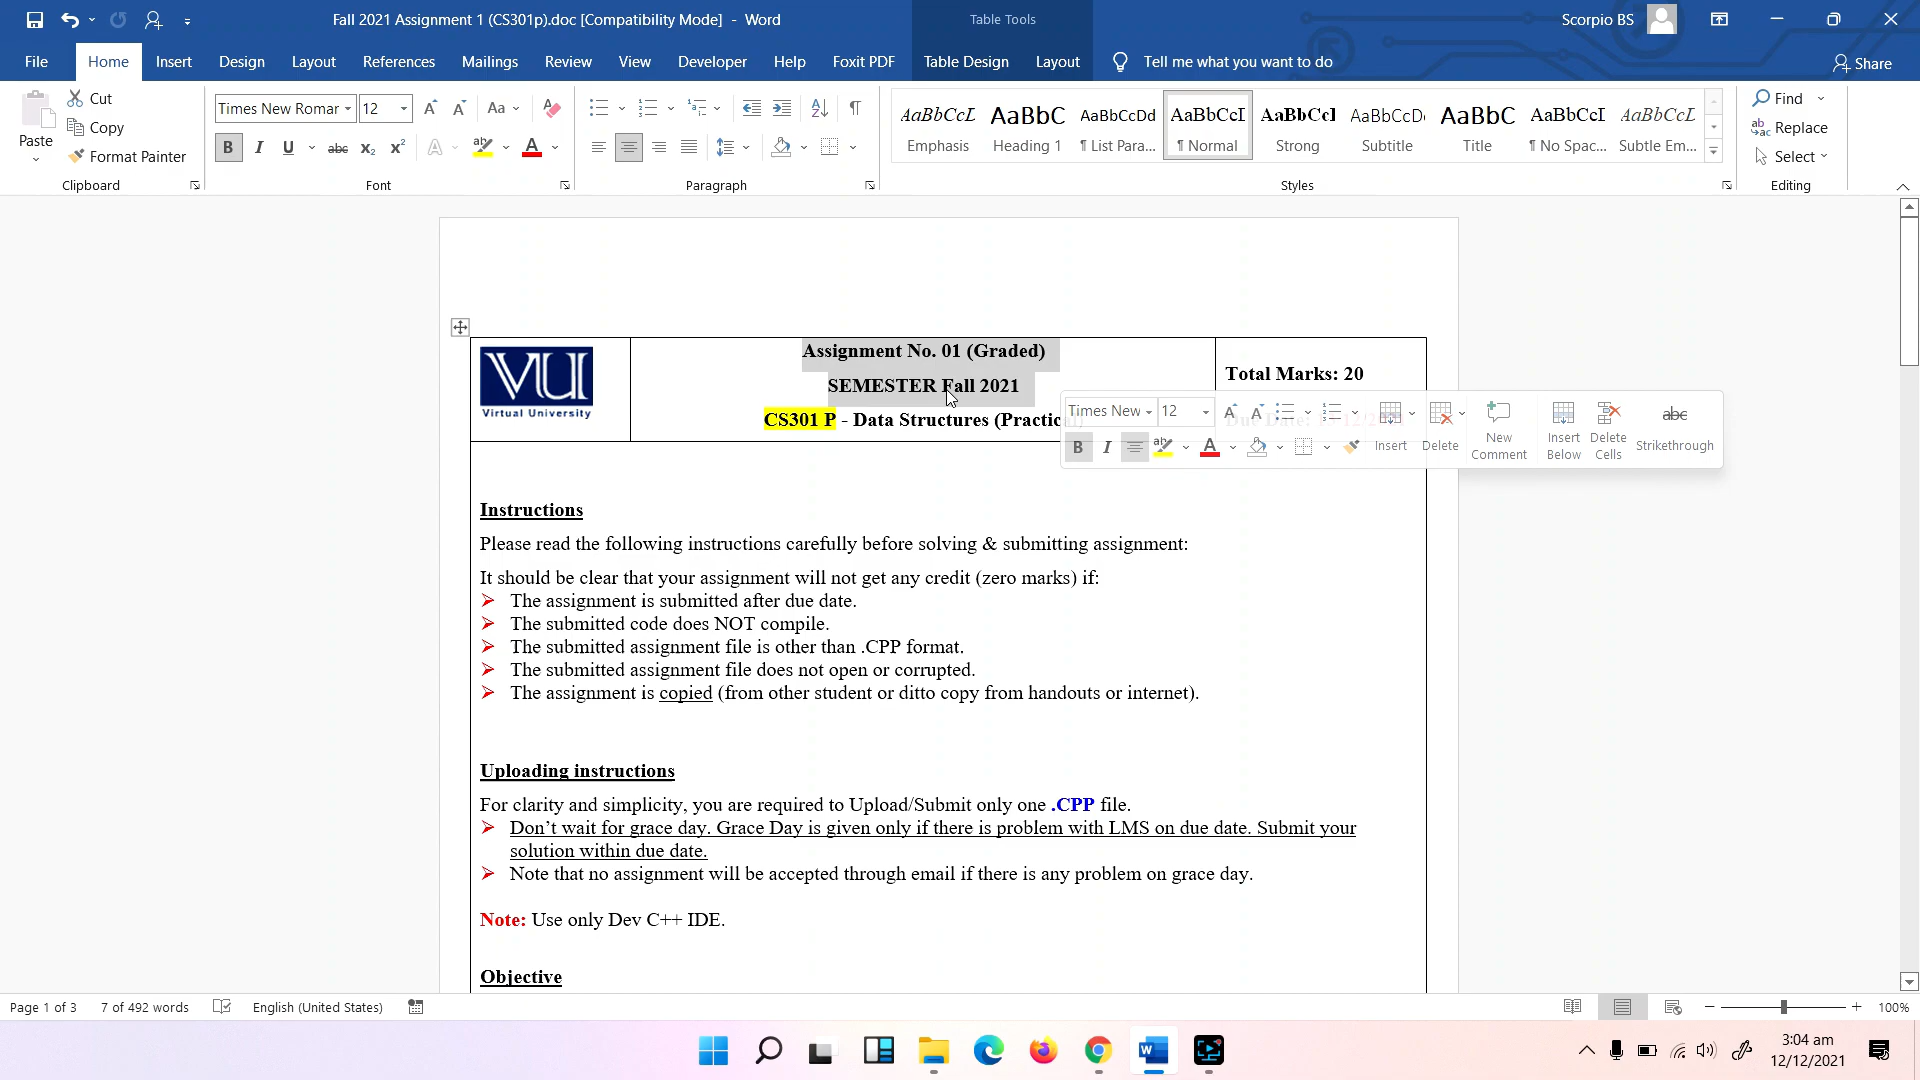 Fall 2021 Assignment 1 (CS301p).doc [Compatibility Mode] - Word
Table Tools
Scorpio BS
File Home Insert Design Layout References Mailings Review View Developer Help Foxit PDF Table Design Layout Tell me what you want to do Share
Paste
Cut
Copy
Format Painter
Clipboard
Times New Roman 12
Font
Paragraph
AaBbCcL Emphasis
AaBbC Heading 1
AaBbCcDd ¶ List Para...
AaBbCcI ¶ Normal
AaBbCcI Strong
AaBbCcD Subtitle
AaBbC Title
AaBbCcI ¶ No Spac...
AaBbCcL Subtle Em...
Styles
Find
Replace
Select
Editing
VU
Virtual University
Assignment No. 01 (Graded)
SEMESTER Fall 2021
CS301 P - Data Structures (Practic
Total Marks: 20
Times New 12
Insert
Delete
New Comment
Insert Below
Delete Cells
Strikethrough
Instructions
Please read the following instructions carefully before solving & submitting assignment:
It should be clear that your assignment will not get any credit (zero marks) if:
The assignment is submitted after due date.
The submitted code does NOT compile.
The submitted assignment file is other than .CPP format.
The submitted assignment file does not open or corrupted.
The assignment is copied (from other student or ditto copy from handouts or internet).
Uploading instructions
For clarity and simplicity, you are required to Upload/Submit only one .CPP file.
Don’t wait for grace day. Grace Day is given only if there is problem with LMS on due date. Submit your
solution within due date.
Note that no assignment will be accepted through email if there is any problem on grace day.
Note: Use only Dev C++ IDE.
Objective
Page 1 of 3 7 of 492 words English (United States) 100%
3:04 am
12/12/2021